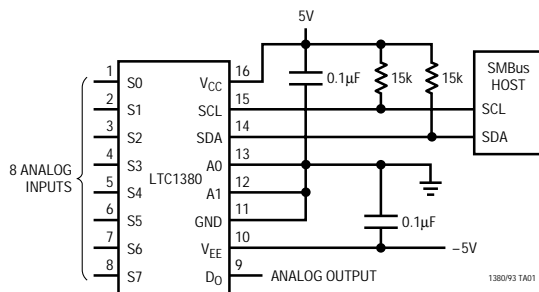 5V
1 S0
2 S1
3 S2
4 S3
5 S4
6 S5
7 S6
8 S7
8 ANALOG
INPUTS
LTC1380
VCC 16
SCL 15
SDA 14
A0 13
A1 12
GND 11
VEE 10
DO 9
0.1µF
15k
15k
SMBus
HOST
SCL
SDA
0.1µF
–5V
ANALOG OUTPUT
1380/93 TA01